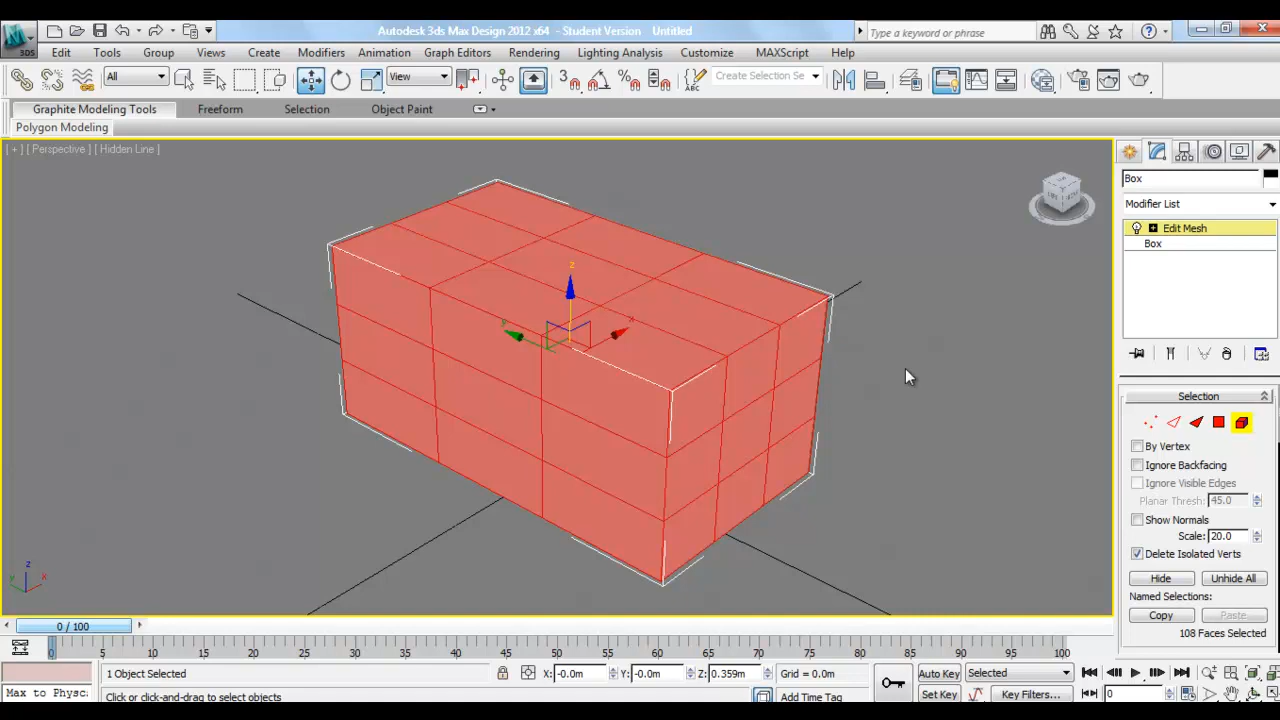 Autodesk 3ds Max Design 2012 x64 - Student Version Untitled
Type a keyword or phrase
3DS
Edit Tools Group Views Create Modifiers Animation Graph Editors Rendering Lighting Analysis Customize MAXScript Help
All View 3 Create Selection Se
Graphite Modeling Tools Freeform Selection Object Paint
Polygon Modeling
[ + ] [ Perspective ] [ Hidden Line ]
Box
Modifier List
Edit Mesh
Box
z
x
y
Selection
By Vertex
Ignore Backfacing
Ignore Visible Edges
Planar Thresh: 45.0
Show Normals
Scale: 20.0
Delete Isolated Verts
Hide Unhide All
Named Selections:
Copy Paste
108 Faces Selected
z
y x
0 / 100
0 5 10 15 20 25 30 35 40 45 50 55 60 65 70 75 80 85 90 95 100
1 Object Selected X: -0.0m Y: -0.0m Z: 0.359m Grid = 0.0m Auto Key Selected
Max to Physc. Click or click-and-drag to select objects Add Time Tag Set Key Key Filters... 0